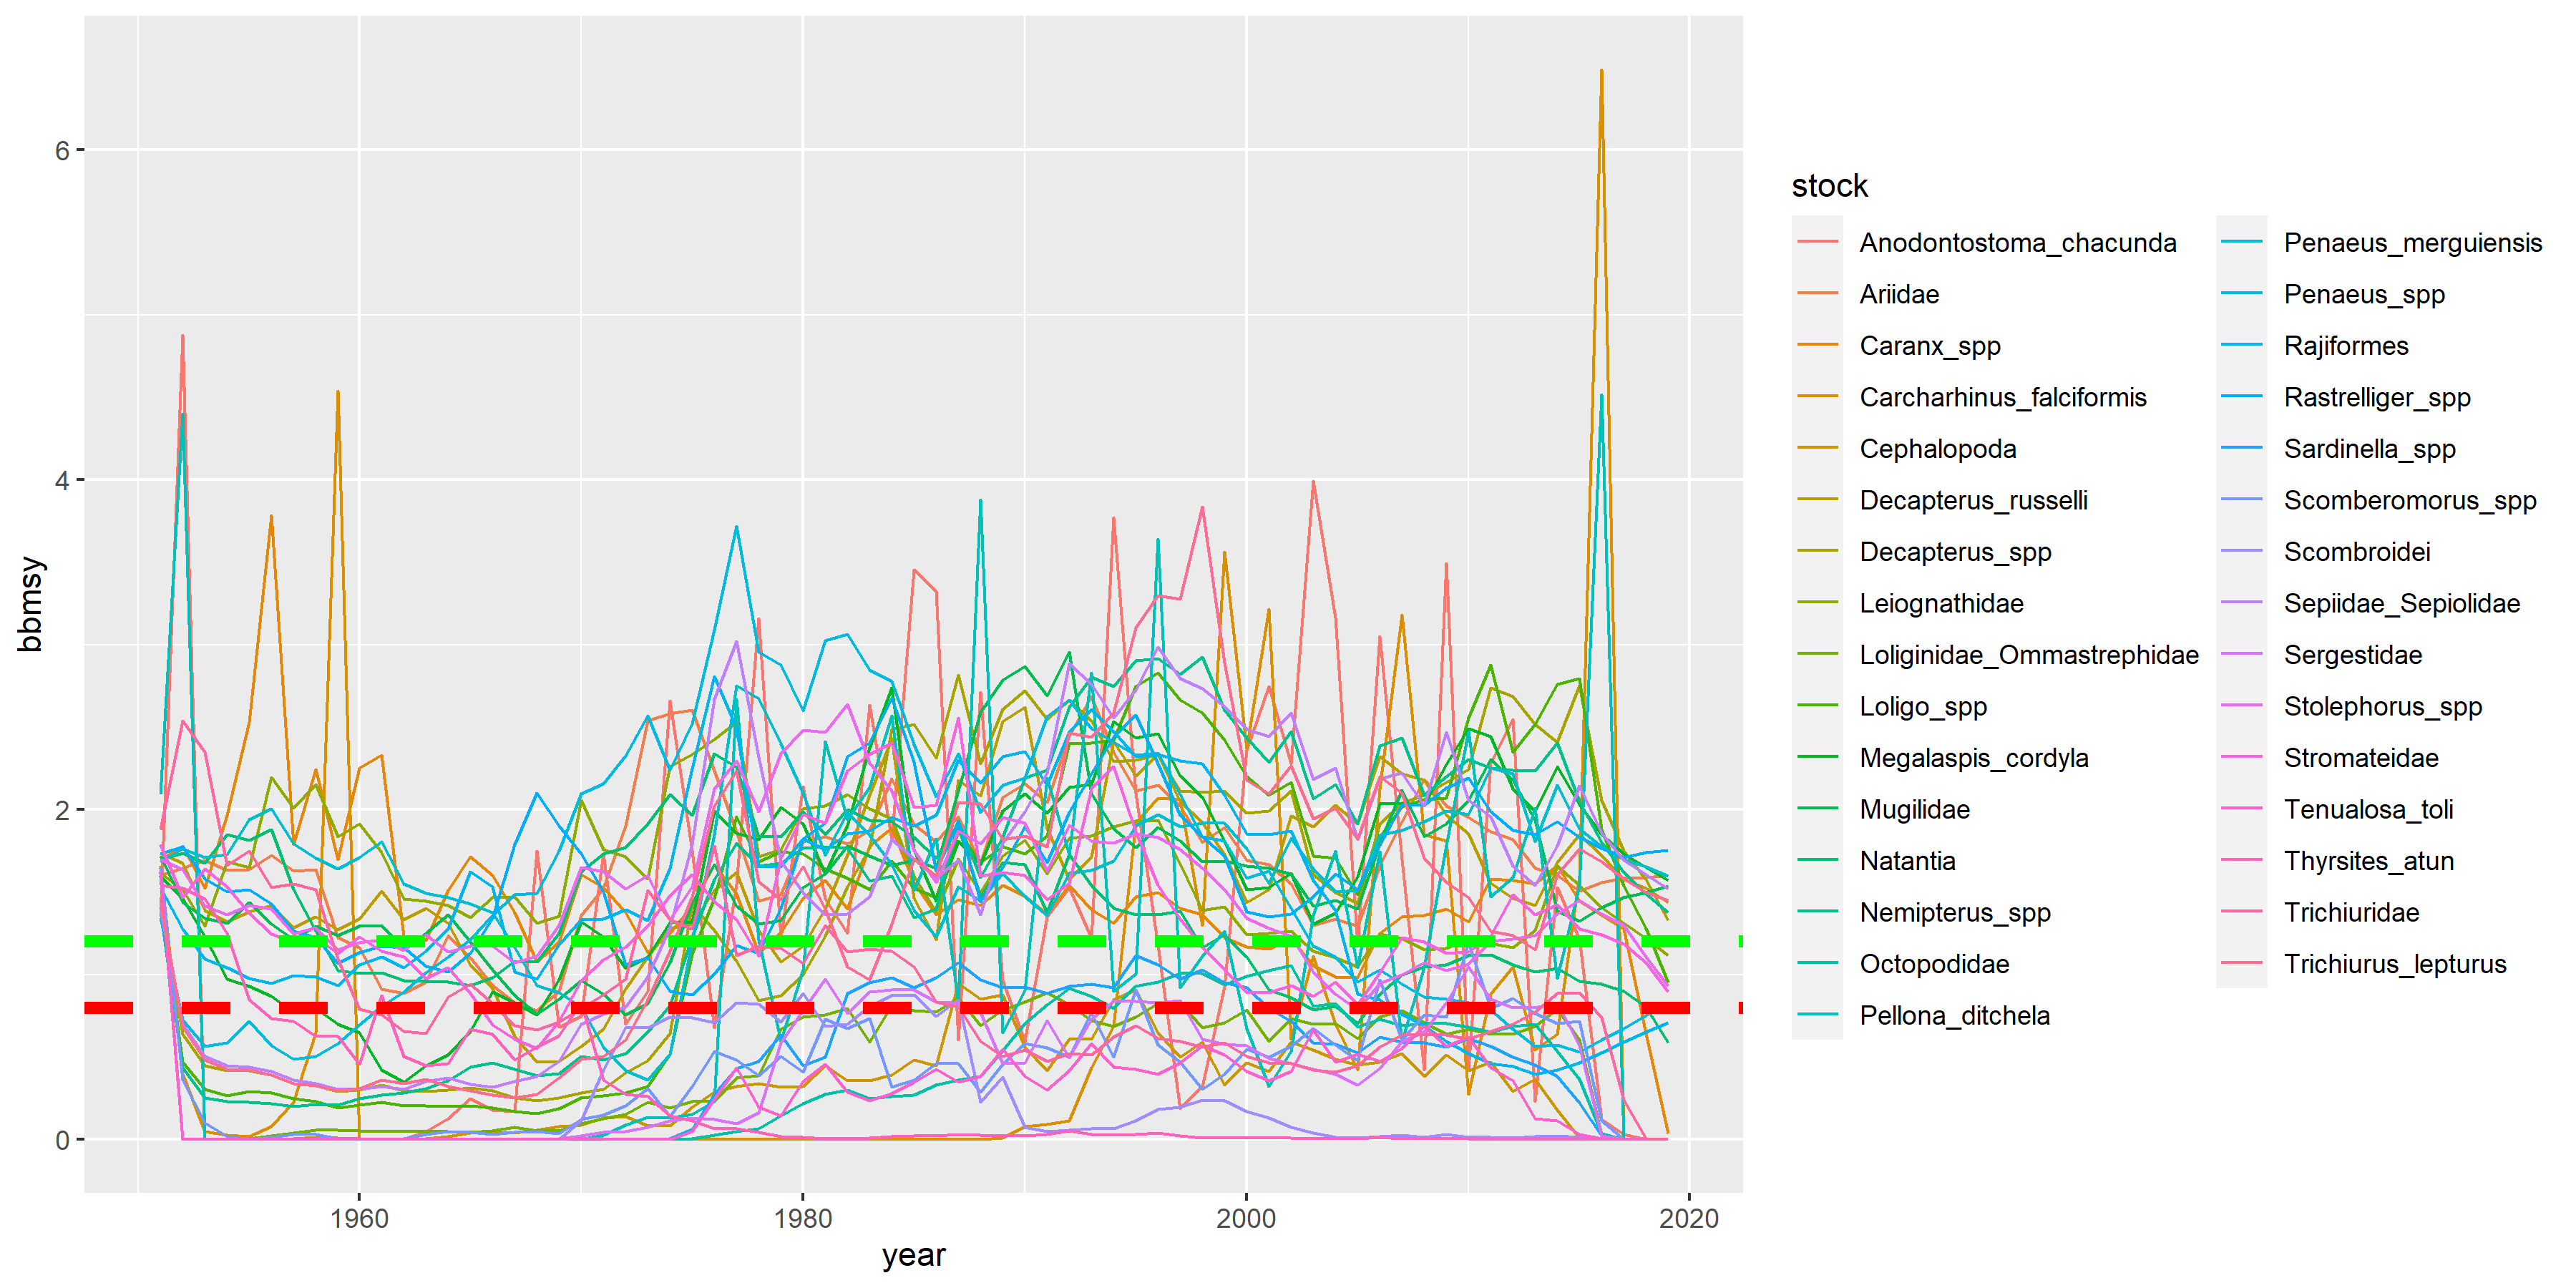 bbmsy
6
4
2
0
1960
1980
2000
2020
year
stock
Anodontostoma_chacunda
Ariidae
Caranx_spp
Carcharhinus_falciformis
Cephalopoda
Decapterus_russelli
Decapterus_spp
Leiognathidae
Loliginidae_Ommastrephidae
Loligo_spp
Megalaspis_cordyla
Mugilidae
Natantia
Nemipterus_spp
Octopodidae
Pellona_ditchela
Penaeus_merguiensis
Penaeus_spp
Rajiformes
Rastrelliger_spp
Sardinella_spp
Scomberomorus_spp
Scombroidei
Sepiidae_Sepiolidae
Sergestidae
Stolephorus_spp
Stromateidae
Tenualosa_toli
Thyrsites_atun
Trichiuridae
Trichiurus_lepturus